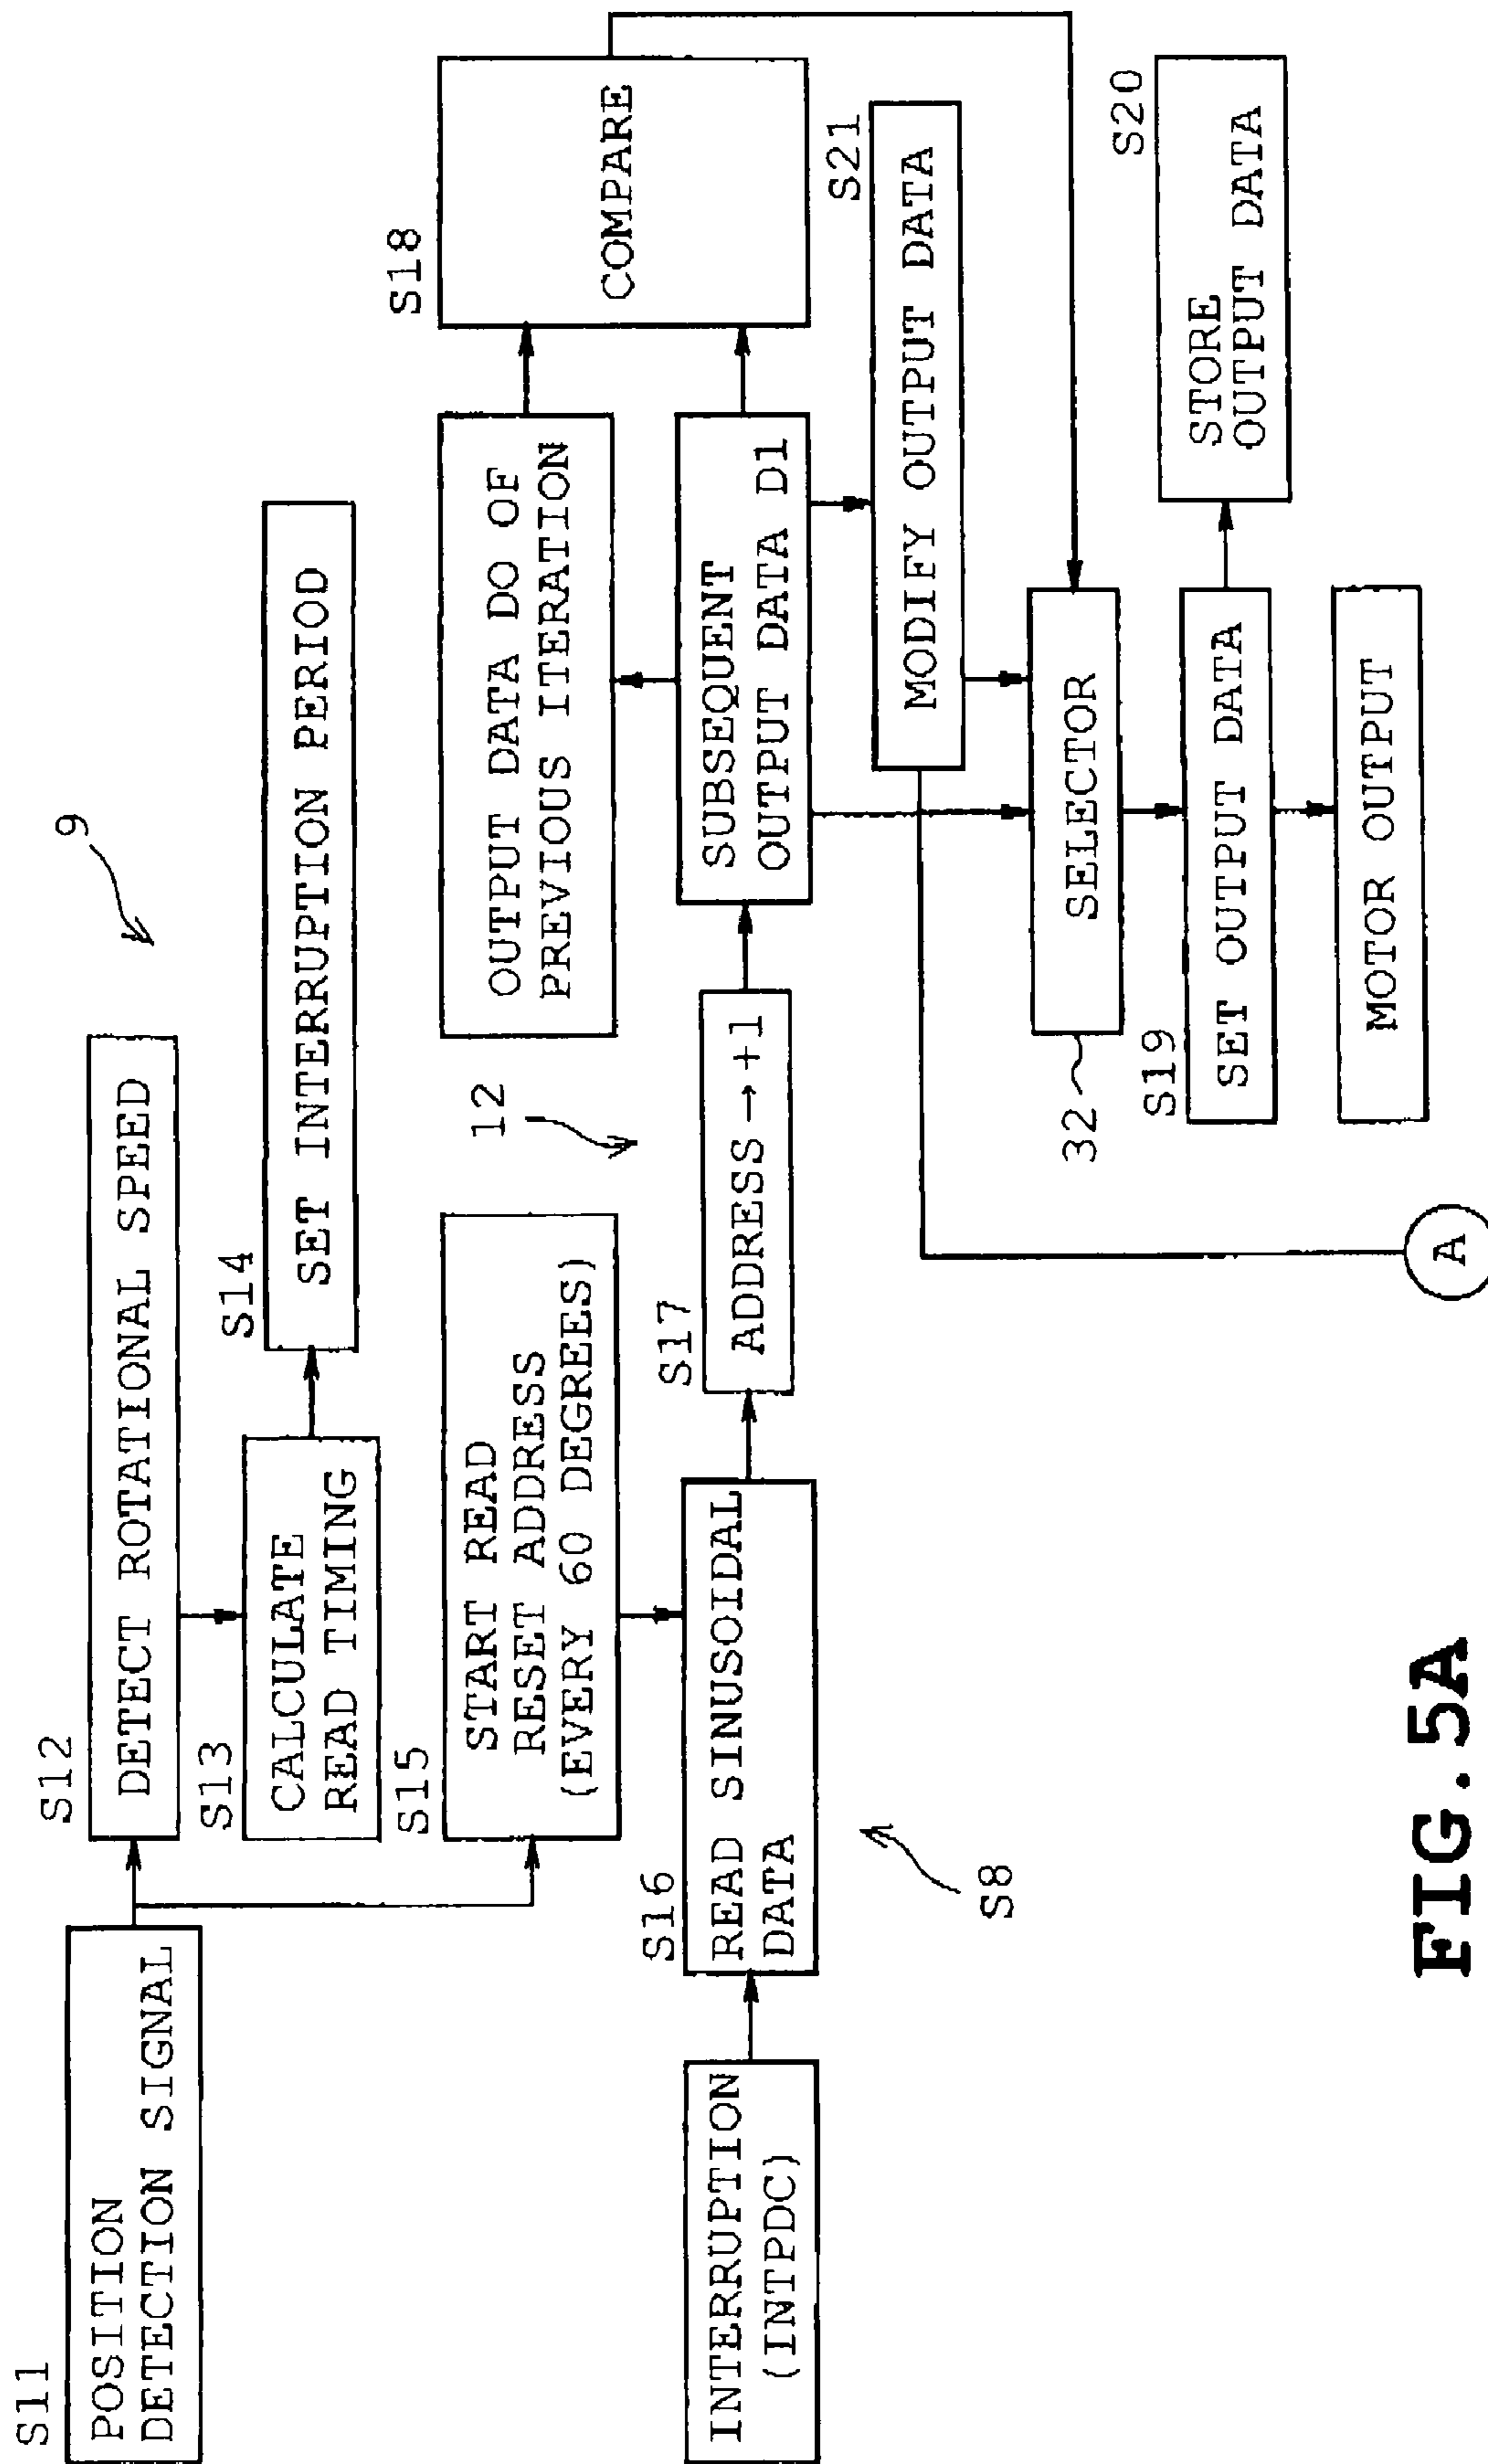 9
S11
POSITION
DETECTION SIGNAL
S12
DETECT ROTATIONAL SPEED
S13
CALCULATE
READ TIMING
S14
SET INTERRUPTION PERIOD
S15
START READ
RESET ADDRESS
(EVERY 60 DEGREES)
INTERRUPTION
(INTPDC)
S16
READ SINUSOIDAL
DATA
S8
12
S17
ADDRESS → +1
OUTPUT DATA DO OF
PREVIOUS ITERATION
SUBSEQUENT
OUTPUT DATA D1
S18
COMPARE
S21
MODIFY OUTPUT DATA
32
SELECTOR
S19
SET OUTPUT DATA
S20
STORE
OUTPUT DATA
MOTOR OUTPUT
A
FIG.5A